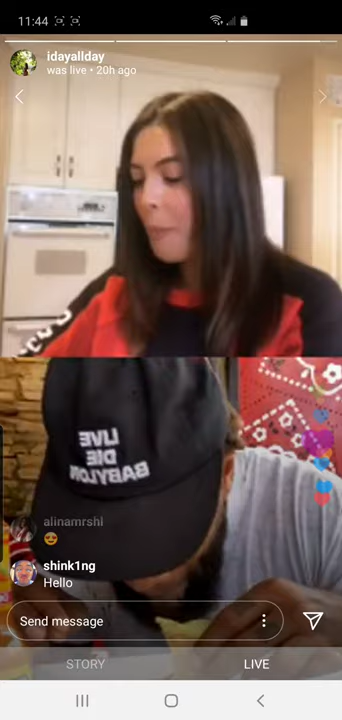 11:44
idayallday
was live • 20h ago
LIVE
DIE
BABYLON
alinamrshl
😍
shink1ng
Hello
Send message
STORY
LIVE